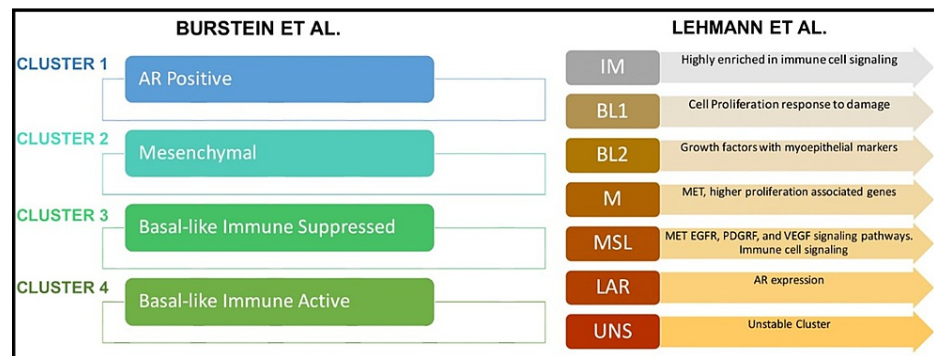 BURSTEIN ET AL.
CLUSTER 1
AR Positive
CLUSTER 2
Mesenchymal
CLUSTER 3
Basal-like Immune Suppressed
CLUSTER 4
Basal-like Immune Active
LEHMANN ET AL.
IM
Highly enriched in immune cell signaling
BL1
Cell Proliferation response to damage
BL2
Growth factors with myoepithelial markers
M
MET, higher proliferation associated genes
MSL
MET EGFR, PDGRF, and VEGF signaling pathways.
Immune cell signaling
LAR
AR expression
UNS
Unstable Cluster